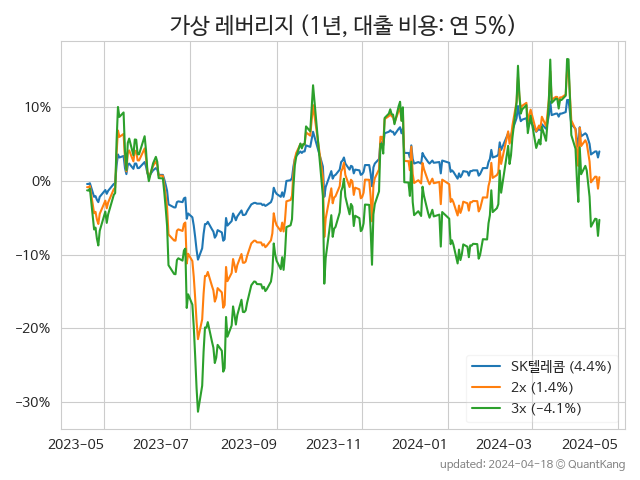 가상 레버리지 (1년, 대출 비용: 연 5%)
10%
0%
−10%
−20%
−30%
SK텔레콤 (4.4%)
2x (1.4%)
3x (−4.1%)
2023-05 2023-07 2023-09 2023-11 2024-01 2024-03 2024-05
updated: 2024-04-18 © QuantKang